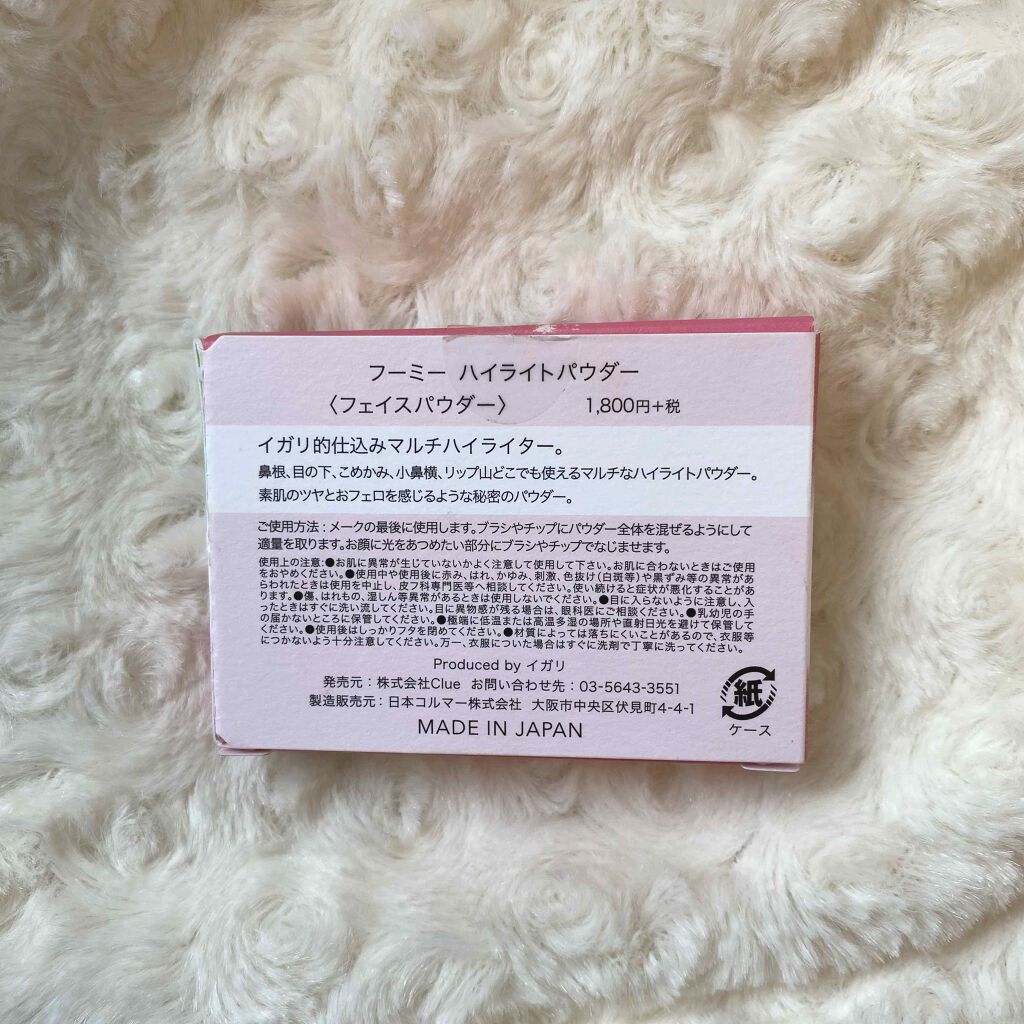 フーミー ハイライトパウダー
〈フェイスパウダー〉 1,800円+税
イガリ的仕込みマルチハイライター。
鼻根、目の下、こめかみ、小鼻横、リップ山どこでも使えるマルチなハイライトパウダー。
素肌のツヤとおフェロを感じるような秘密のパウダー。
ご使用方法：メークの最後に使用します。ブラシやチップにパウダー全体を混ぜるようにして
適量を取ります。お顔に光をあつめたい部分にブラシやチップでなじませます。
使用上の注意：●お肌に異常が生じていないかよく注意して使用して下さい。お肌に合わないときはご使用
をおやめください。●使用中や使用後に赤み、はれ、かゆみ、刺激、色抜け(白斑等)や黒ずみ等の異常があ
らわれたときは使用を中止し、皮フ科専門医等へ相談してください。使い続けると症状が悪化することがあ
ります。●傷、はれもの、湿しん等異常があるときは使用しないでください。●目に入らないように注意し、入
ったときはすぐに洗い流してください。目に異物感が残る場合は、眼科医にご相談ください。●乳幼児の手
の届かないところに保管してください。●極端に低温または高温多湿の場所や直射日光を避けて保管して
ください。●使用後はしっかりフタを閉めてください。●材質によっては落ちにくいことがあるので、衣服等
につかないよう十分注意してください。万一、衣服についた場合はすぐに洗剤で丁寧に洗ってください。
Produced by イガリ
発売元：株式会社Clue お問い合わせ先：03-5643-3551
製造販売元：日本コルマー株式会社 大阪市中央区伏見町4-4-1
MADE IN JAPAN
紙
ケース